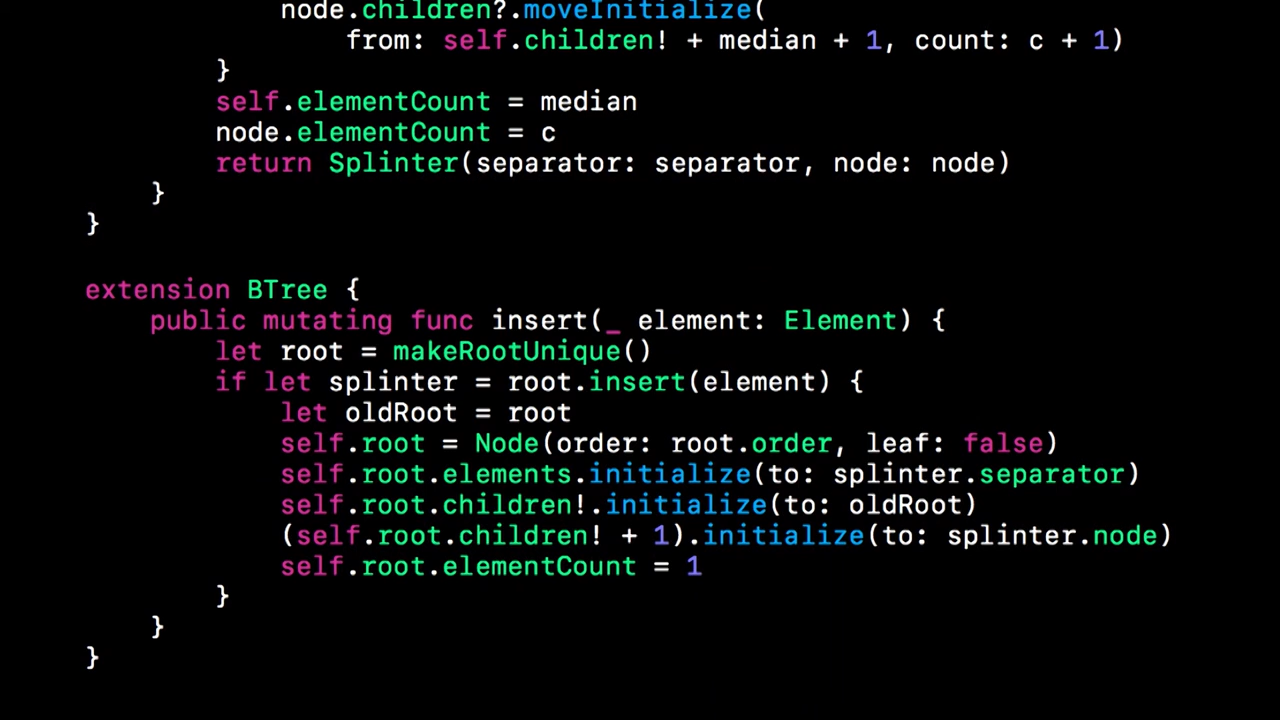 node.children?.moveInitialize(
from: self.children! + median + 1, count: c + 1)
}
self.elementCount = median
node.elementCount = c
return Splinter(separator: separator, node: node)
}
}
extension BTree {
public mutating func insert(_ element: Element) {
let root = makeRootUnique()
if let splinter = root.insert(element) {
let oldRoot = root
self.root = Node(order: root.order, leaf: false)
self.root.elements.initialize(to: splinter.separator)
self.root.children!.initialize(to: oldRoot)
(self.root.children! + 1).initialize(to: splinter.node)
self.root.elementCount = 1
}
}
}